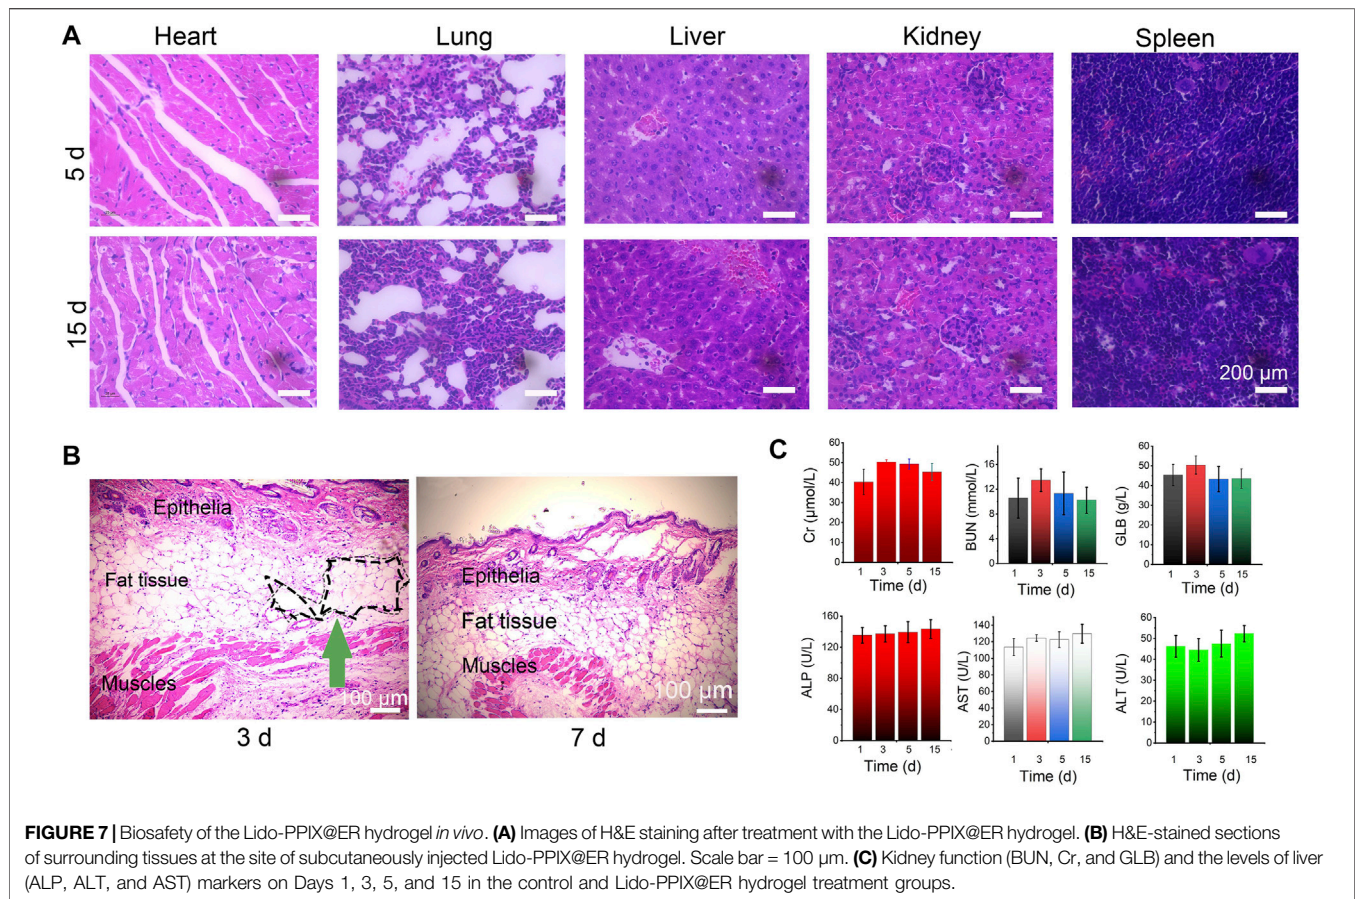 A
Heart Lung Liver Kidney Spleen
5 d
15 d
200 µm
B
Epithelia
Fat tissue
Muscles
100 µm
3 d
Epithelia
Fat tissue
Muscles
100 µm
7 d
C
Cr (µmol/L)
60
50
40
30
20
10
0
1 3 5 15
Time (d)
BUN (mmol/L)
16
12
8
4
0
1 3 5 15
Time (d)
GLB (g/L)
60
50
40
30
20
10
0
1 3 5 15
Time (d)
ALP (U/L)
200
160
120
80
40
0
1 3 5 15
Time (d)
AST (U/L)
160
140
120
100
80
60
40
20
0
1 3 5 15
Time (d)
ALT (U/L)
60
50
40
30
20
10
0
1 3 5 15
Time (d)
FIGURE 7 | Biosafety of the Lido-PPIX@ER hydrogel in vivo. (A) Images of H&E staining after treatment with the Lido-PPIX@ER hydrogel. (B) H&E-stained sections
of surrounding tissues at the site of subcutaneously injected Lido-PPIX@ER hydrogel. Scale bar = 100 µm. (C) Kidney function (BUN, Cr, and GLB) and the levels of liver
(ALP, ALT, and AST) markers on Days 1, 3, 5, and 15 in the control and Lido-PPIX@ER hydrogel treatment groups.